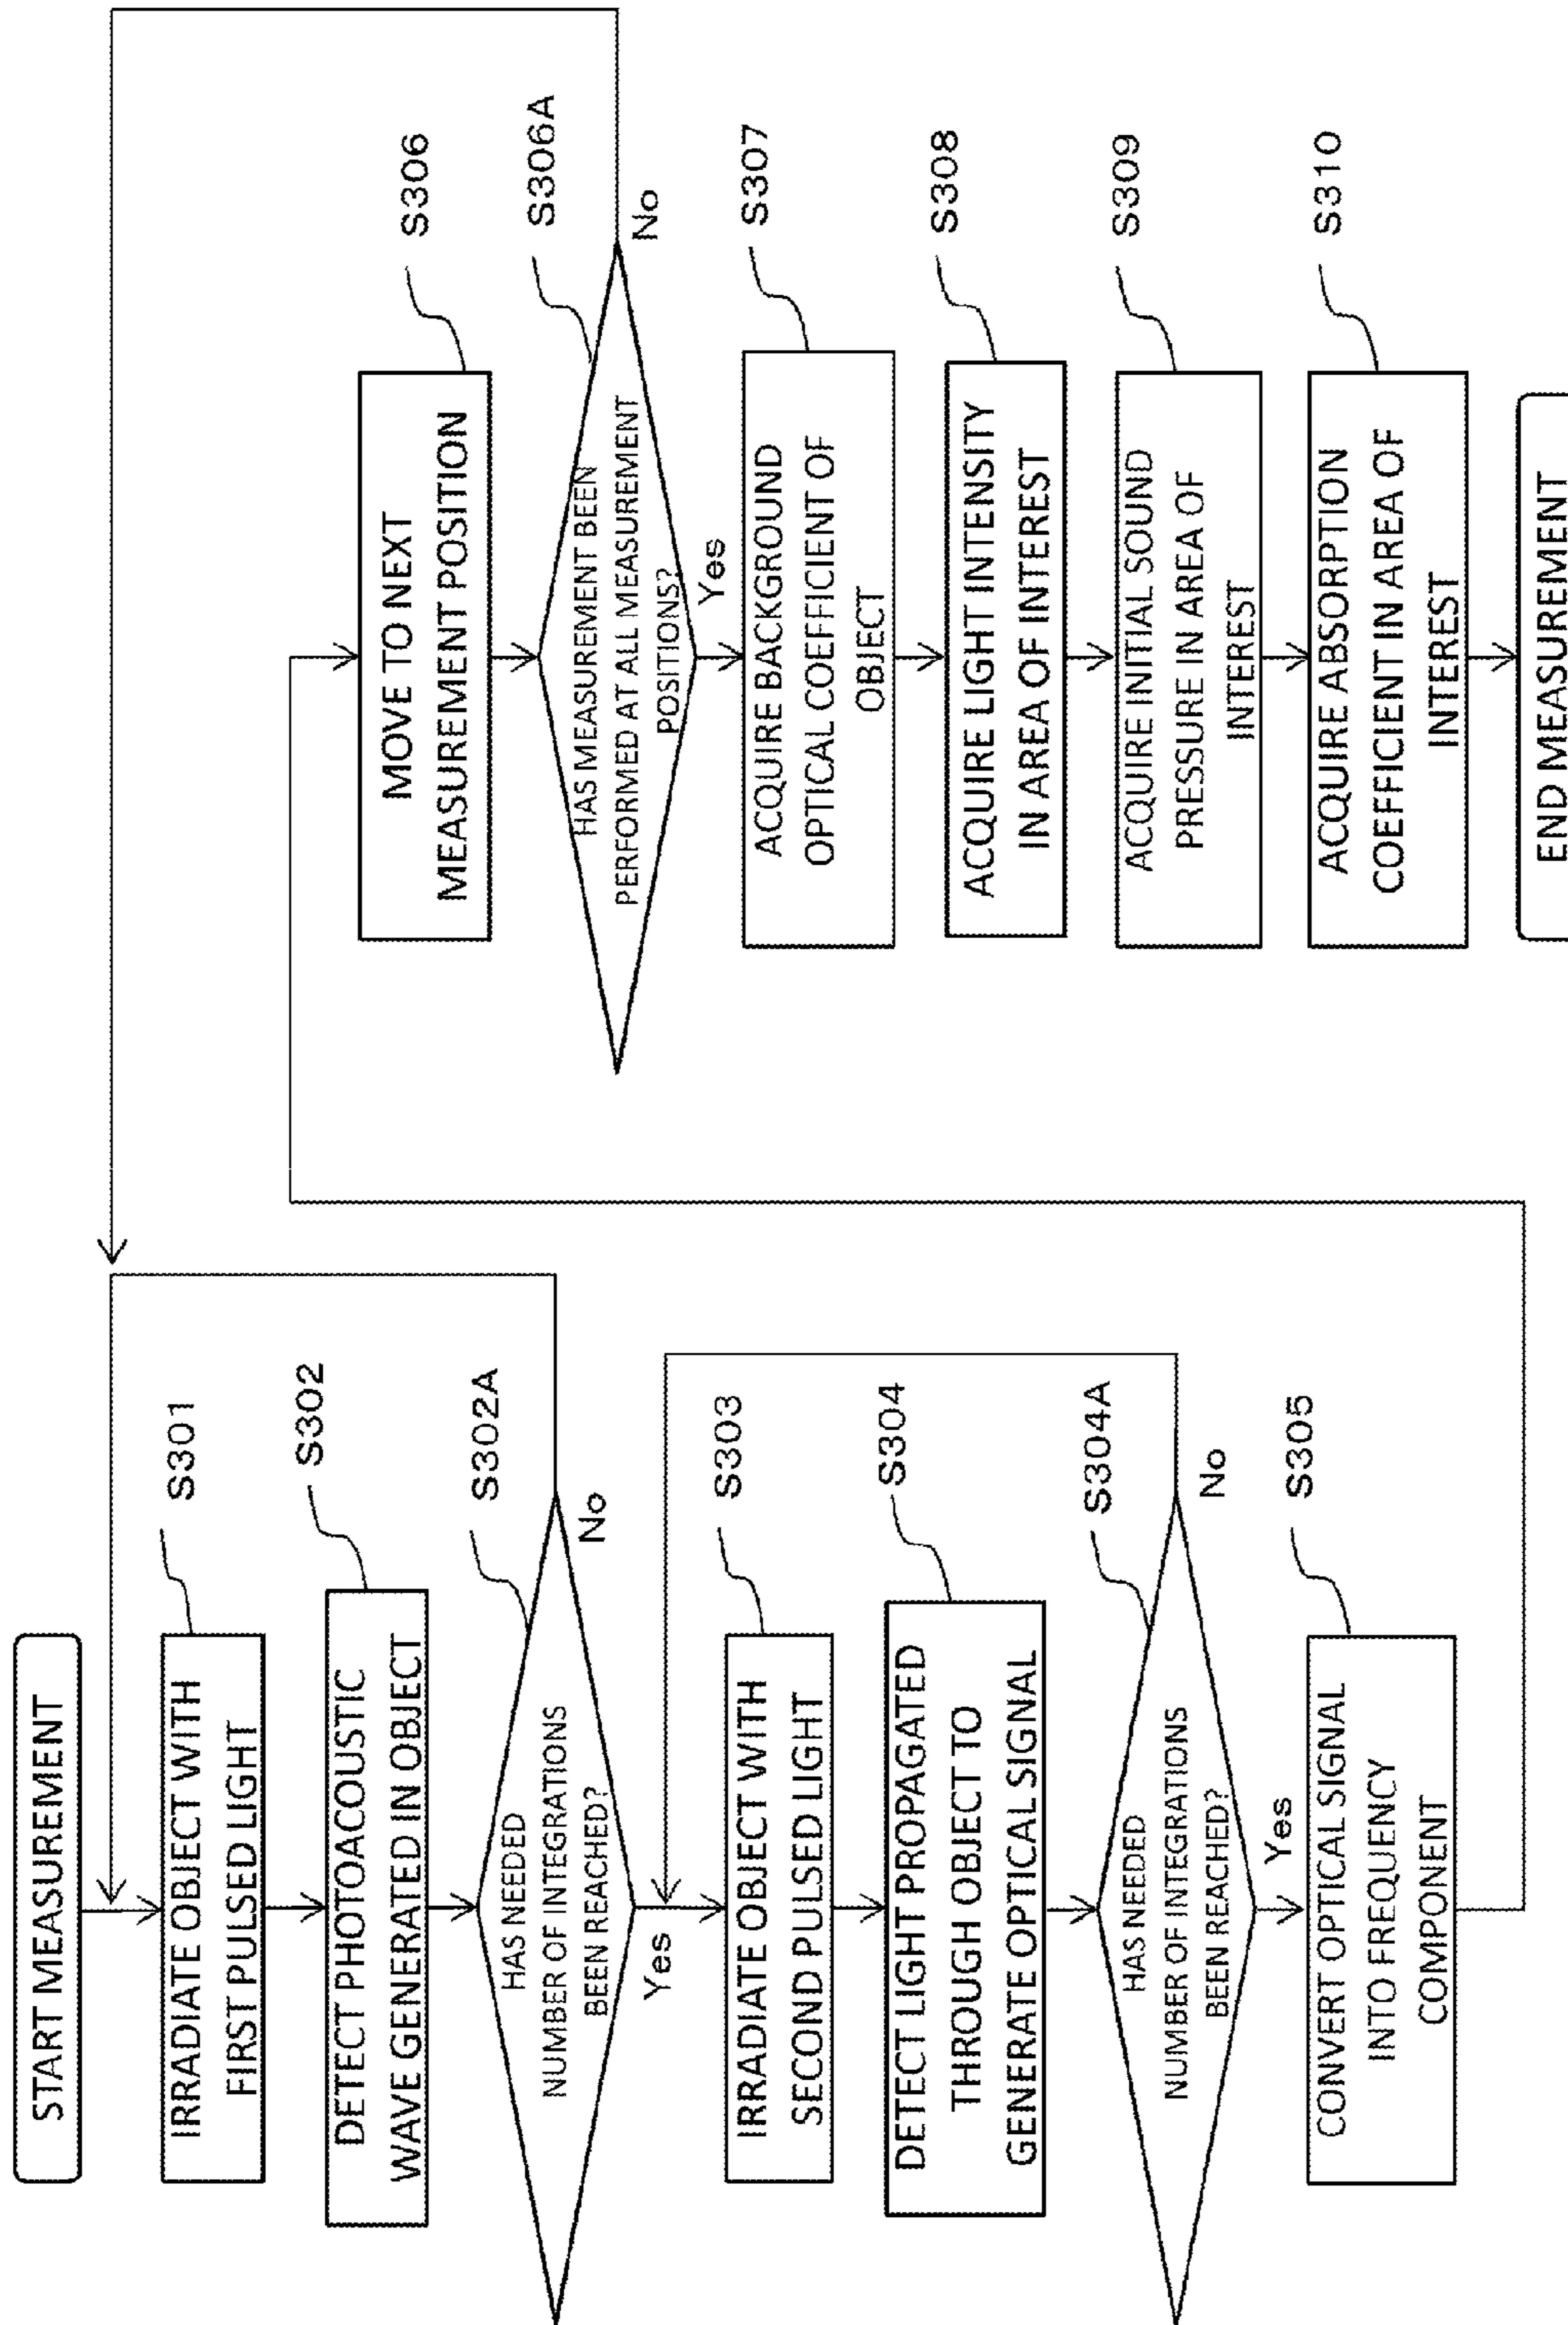 START MEASUREMENT
IRRADIATE OBJECT WITH
FIRST PULSED LIGHT
S301
DETECT PHOTOACOUSTIC
WAVE GENERATED IN OBJECT
S302
HAS NEEDED
NUMBER OF INTEGRATIONS
BEEN REACHED?
S302A
No
Yes
IRRADIATE OBJECT WITH
SECOND PULSED LIGHT
S303
DETECT LIGHT PROPAGATED
THROUGH OBJECT TO
GENERATE OPTICAL SIGNAL
S304
HAS NEEDED
NUMBER OF INTEGRATIONS
BEEN REACHED?
S304A
No
Yes
CONVERT OPTICAL SIGNAL
INTO FREQUENCY
COMPONENT
S305
MOVE TO NEXT
MEASUREMENT POSITION
S306
HAS MEASUREMENT BEEN
PERFORMED AT ALL MEASUREMENT
POSITIONS?
S306A
No
Yes
ACQUIRE BACKGROUND
OPTICAL COEFFICIENT OF
OBJECT
S307
ACQUIRE LIGHT INTENSITY
IN AREA OF INTEREST
S308
ACQUIRE INITIAL SOUND
PRESSURE IN AREA OF
INTEREST
S309
ACQUIRE ABSORPTION
COEFFICIENT IN AREA OF
INTEREST
S310
END MEASUREMENT